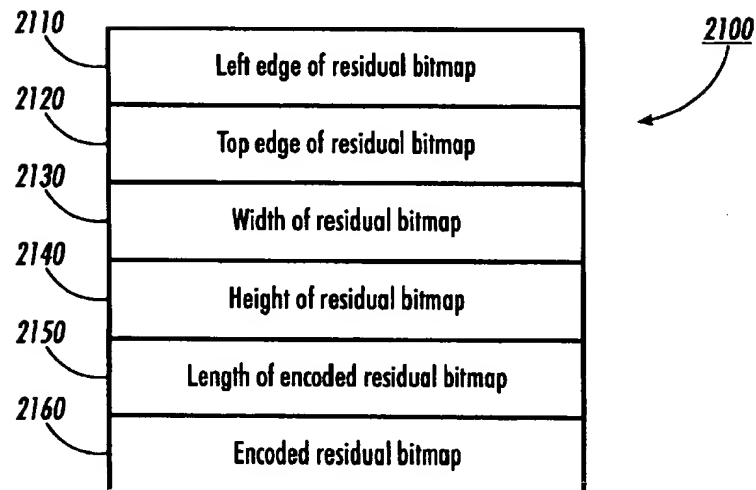 2110
2100
Left edge of residual bitmap
2120
Top edge of residual bitmap
2130
Width of residual bitmap
2140
Height of residual bitmap
2150
Length of encoded residual bitmap
2160
Encoded residual bitmap